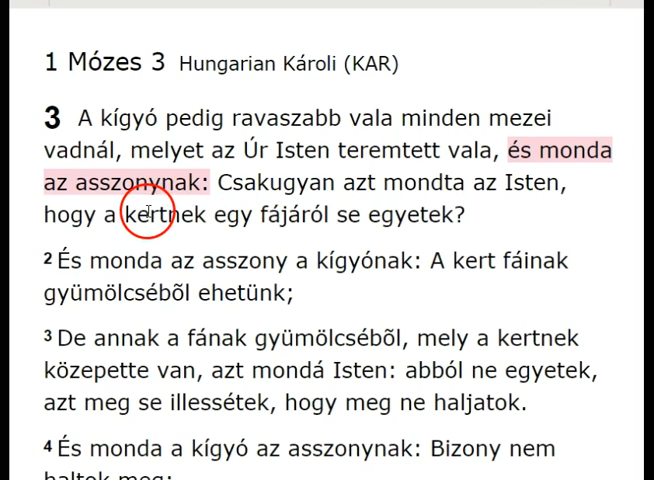 1 Mózes 3 Hungarian Károli (KAR)
3 A kígyó pedig ravaszabb vala minden mezei
vadnál, melyet az Úr Isten teremtett vala, és monda
az asszonynak: Csakugyan azt mondta az Isten,
hogy a kertnek egy fájáról se egyetek?
2 És monda az asszony a kígyónak: A kert fáinak
gyümölcsébõl ehetünk;
3 De annak a fának gyümölcsébõl, mely a kertnek
közepette van, azt mondá Isten: abból ne egyetek,
azt meg se illessétek, hogy meg ne haljatok.
4 És monda a kígyó az asszonynak: Bizony nem
haltok meg;